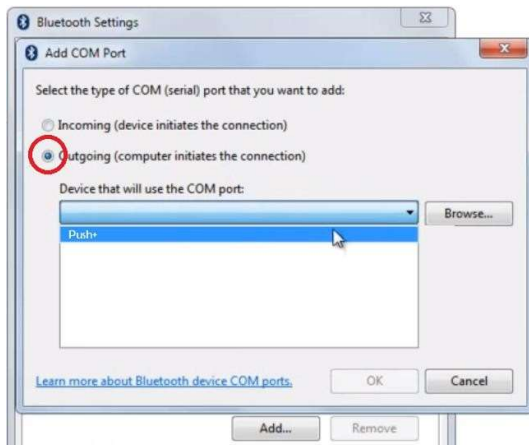 Bluetooth Settings
Add COM Port
Select the type of COM (serial) port that you want to add:
Incoming (device initiates the connection)
Outgoing (computer initiates the connection)
Device that will use the COM port:
Browse...
Push+
Learn more about Bluetooth device COM ports.
OK
Cancel
Add...
Remove